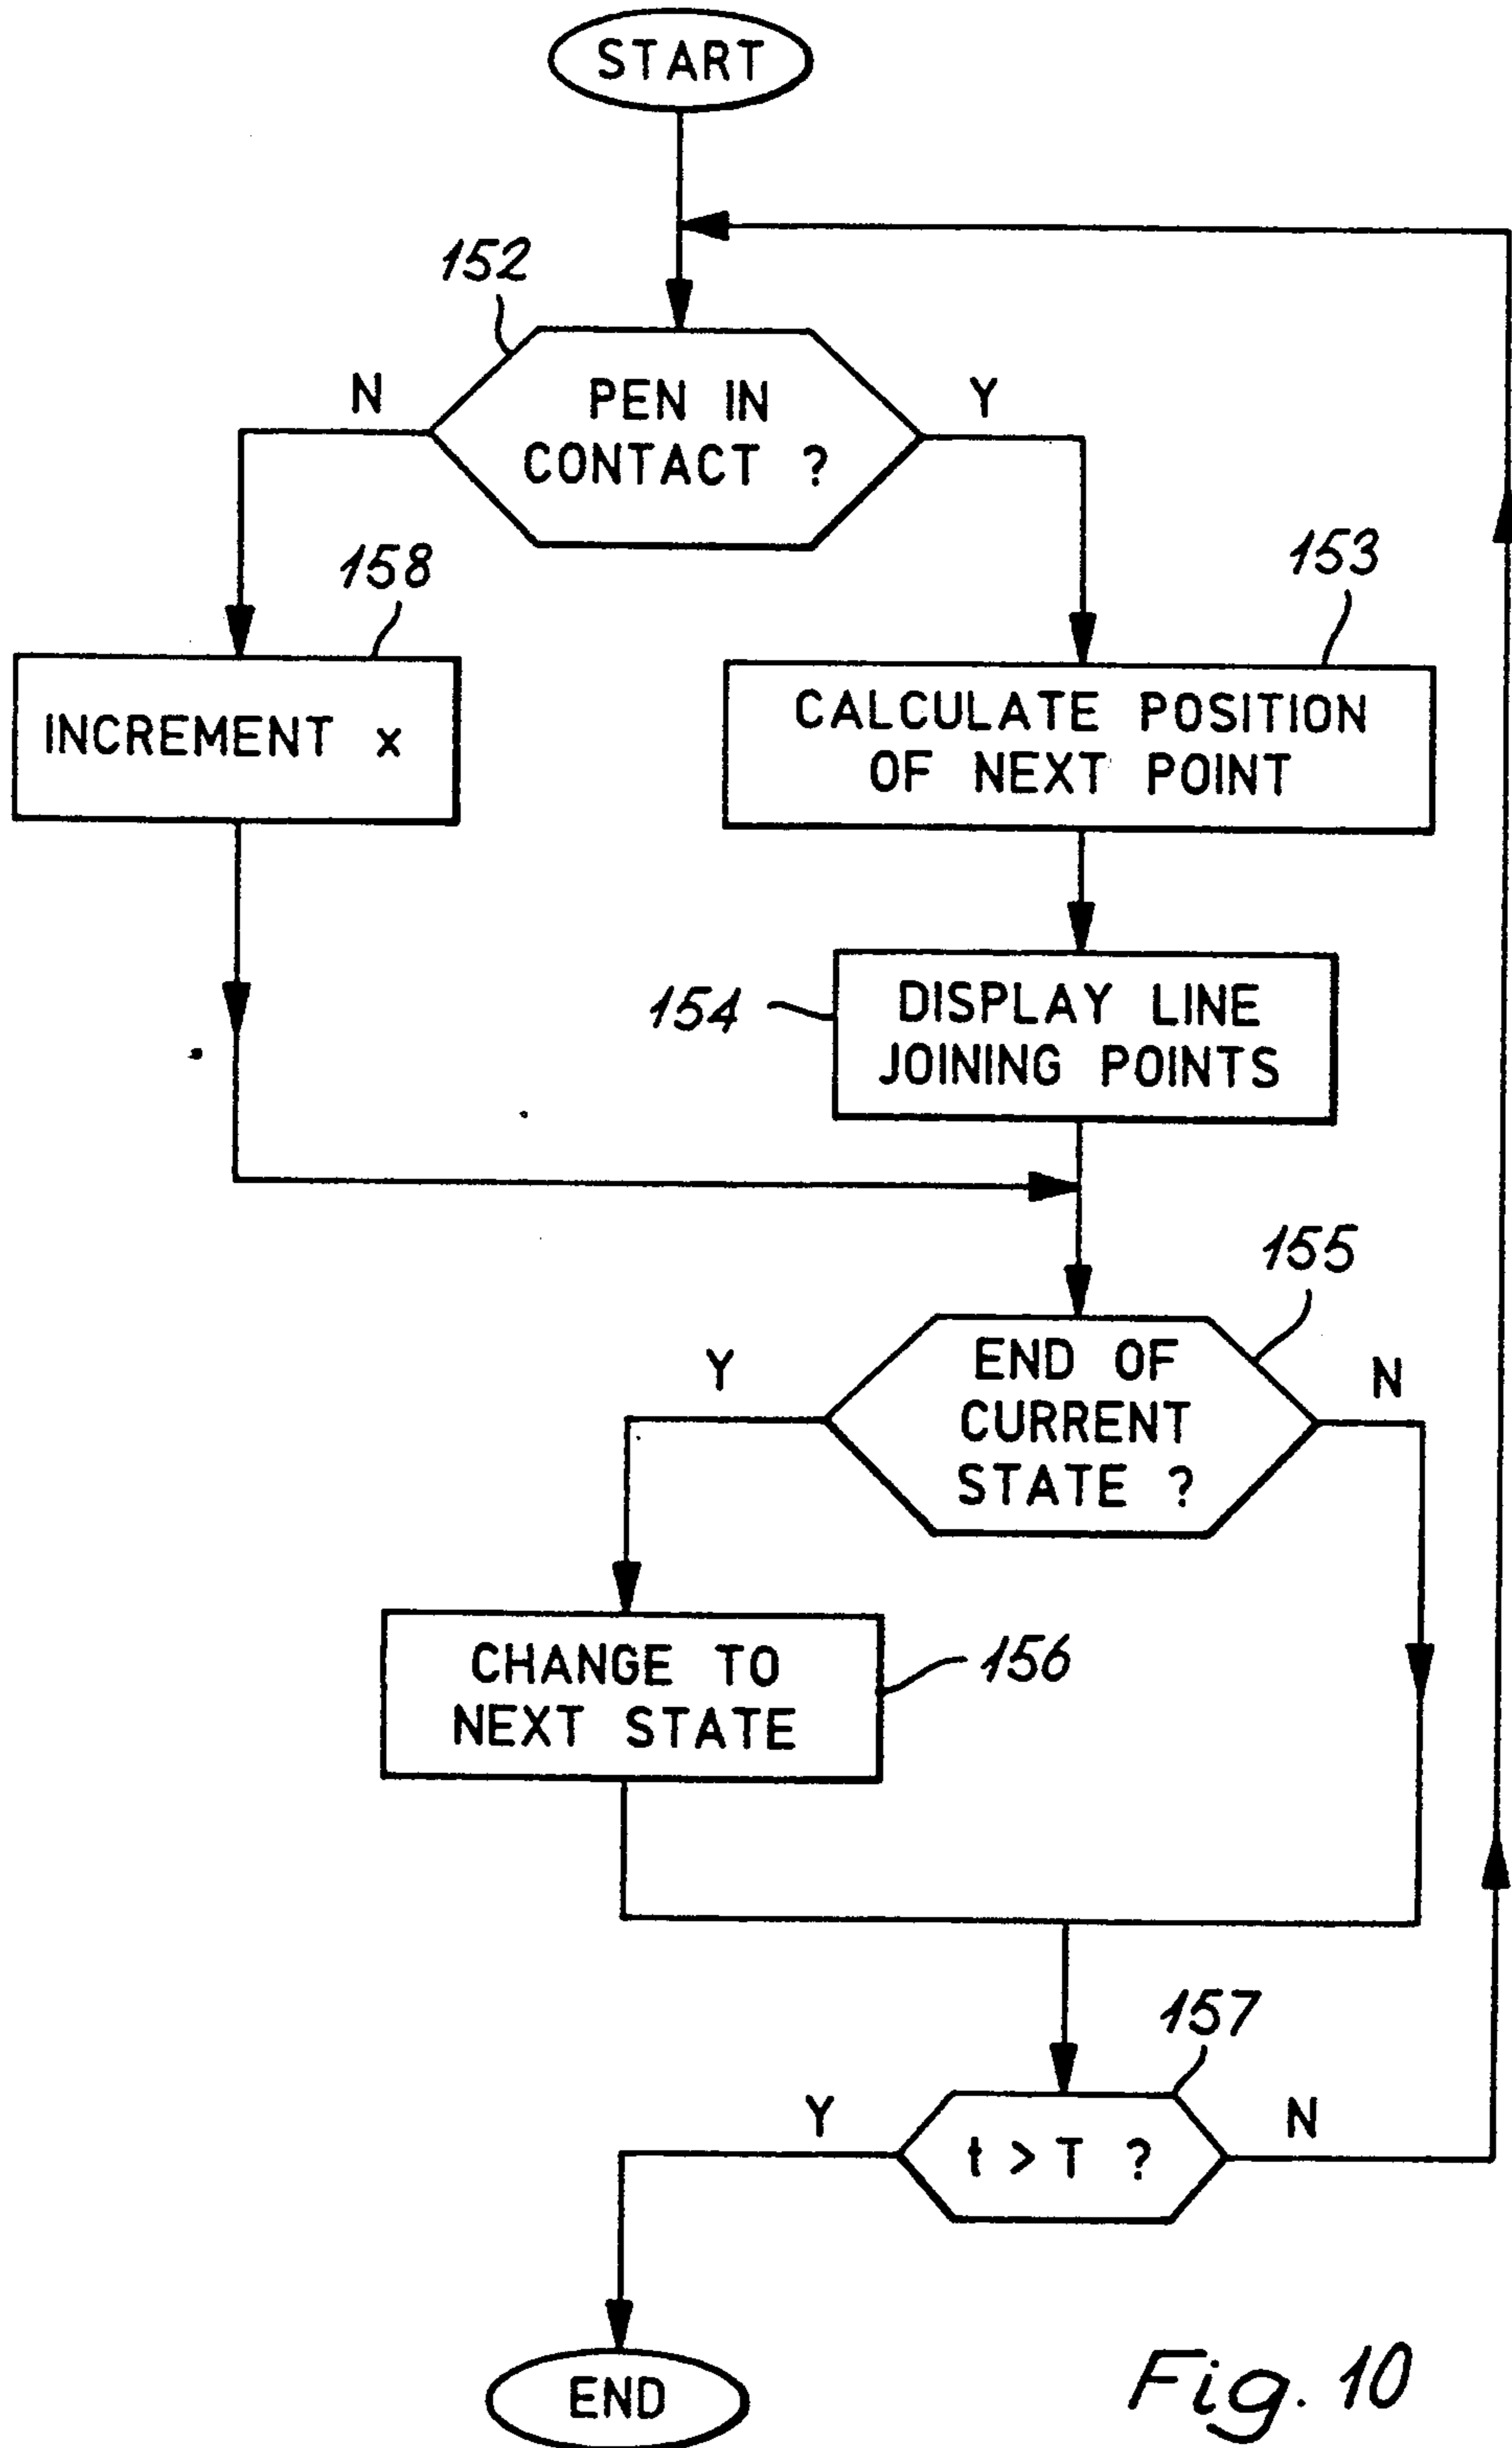 START
152
N
PEN IN
CONTACT ?
Y
158
153
INCREMENT x
CALCULATE POSITION
OF NEXT POINT
154
DISPLAY LINE
JOINING POINTS
155
Y
END OF
CURRENT
STATE ?
N
CHANGE TO
NEXT STATE
156
157
Y
t > T ?
N
END
Fig. 10